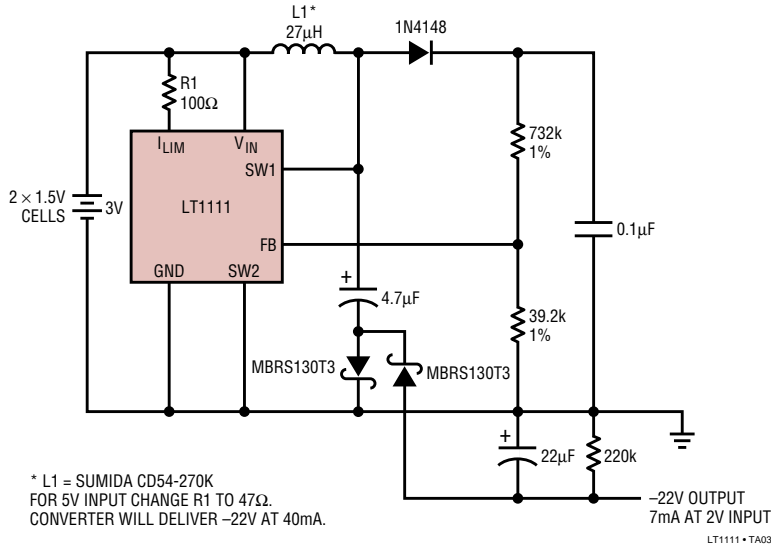 L1*
27μH
1N4148
R1
100Ω
732k
1%
ILIM
VIN
SW1
2 × 1.5V
CELLS
3V
LT1111
0.1μF
FB
GND
SW2
+
4.7μF
39.2k
1%
MBRS130T3
MBRS130T3
+
22μF
220k
* L1 = SUMIDA CD54-270K
FOR 5V INPUT CHANGE R1 TO 47Ω.
CONVERTER WILL DELIVER –22V AT 40mA.
–22V OUTPUT
7mA AT 2V INPUT
LT1111 • TA03